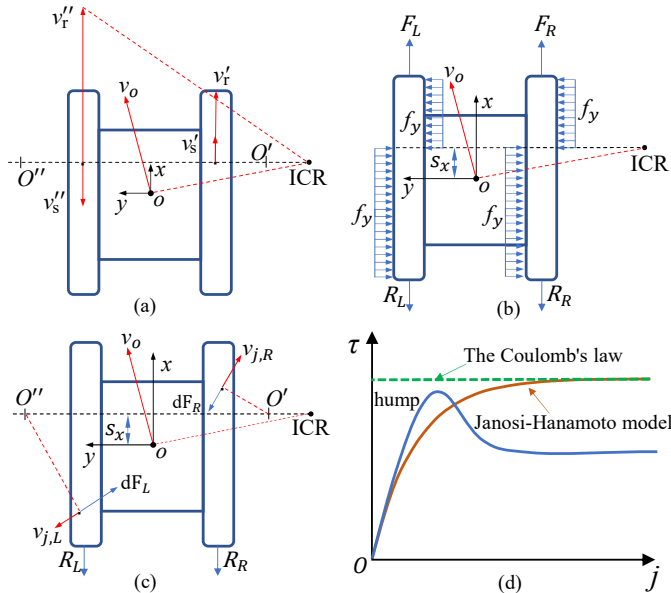 v″r
vo
v′r
v′s
x
O″
O′
ICR
v″s
y
o
(a)
FL
FR
vo
x
fy
fy
sx
ICR
fy
y
o
fy
RL
RR
(b)
vo
x
vj,R
O″
dFR
O′
sx
ICR
y
o
dFL
vj,L
RL
RR
(c)
τ
The Coulomb's law
hump
Janosi-Hanamoto model
O
j
(d)